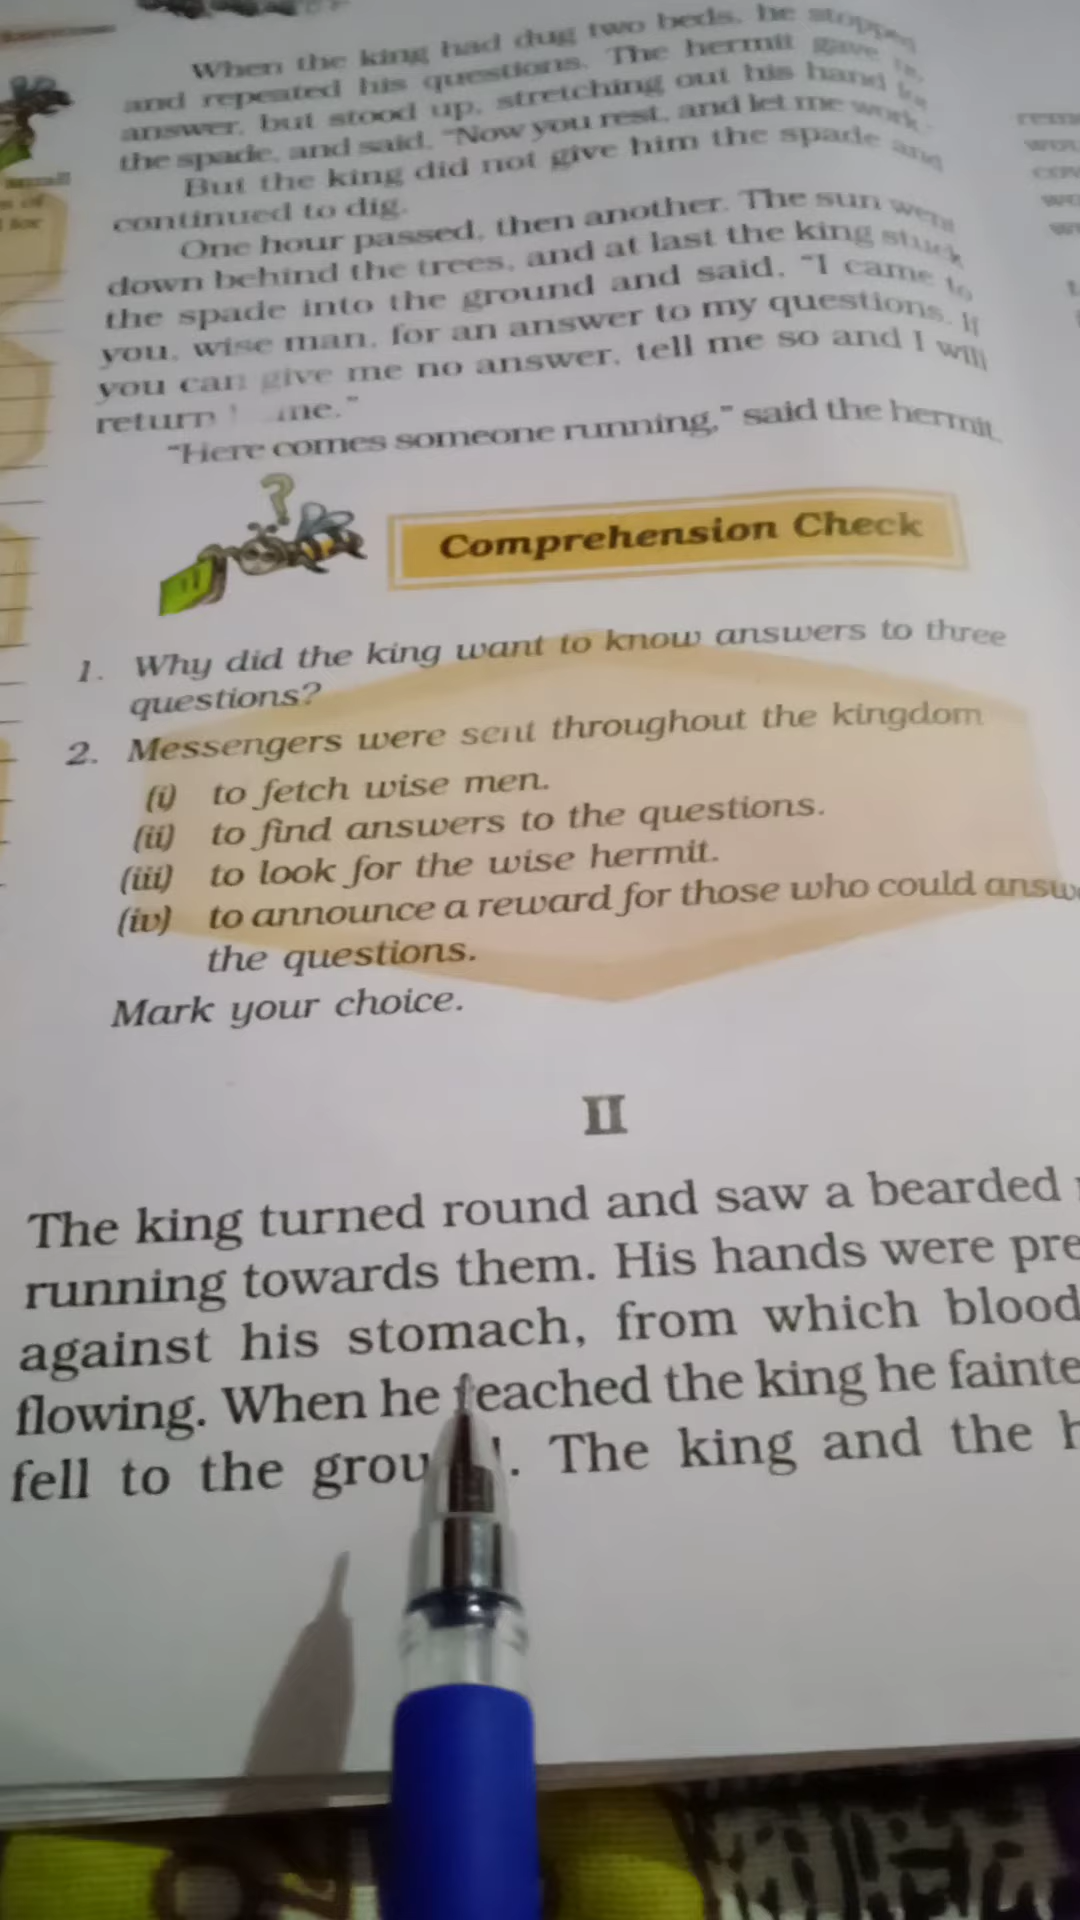 When the king had dug two beds, he stopped
and repeated his questions. The hermit gave no
answer, but stood up, stretching out his hand for
the spade, and said, "Now you rest, and let me work."
But the king did not give him the spade and
continued to dig.
One hour passed, then another. The sun went
down behind the trees, and at last the king stuck
the spade into the ground and said, "I came to
you, wise man, for an answer to my questions. If
you can give me no answer, tell me so and I will
return
"Here comes someone running," said the hermit.
small
of
for
Comprehension Check
1. Why did the king want to know answers to three
questions?
2. Messengers were sent throughout the kingdom
(i) to fetch wise men.
(ii) to find answers to the questions.
(iii) to look for the wise hermit.
(iv) to announce a reward for those who could answ
the questions.
Mark your choice.
II
The king turned round and saw a bearded
running towards them. His hands were pre
against his stomach, from which blood
flowing. When he reached the king he fainte
fell to the . The king and the h